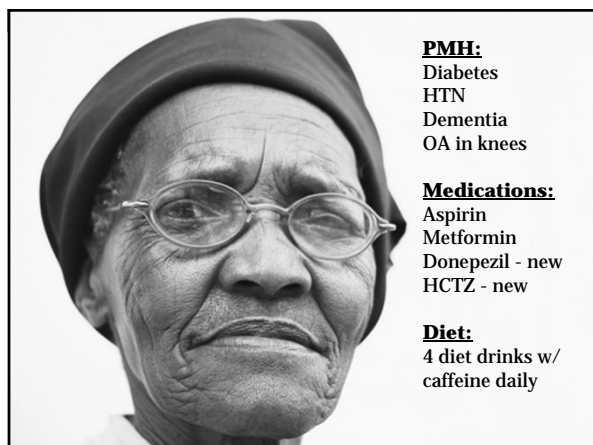 PMH:
Diabetes
HTN
Dementia
OA in knees
Medications:
Aspirin
Metformin
Donepezil - new
HCTZ - new
Diet:
4 diet drinks w/
caffeine daily